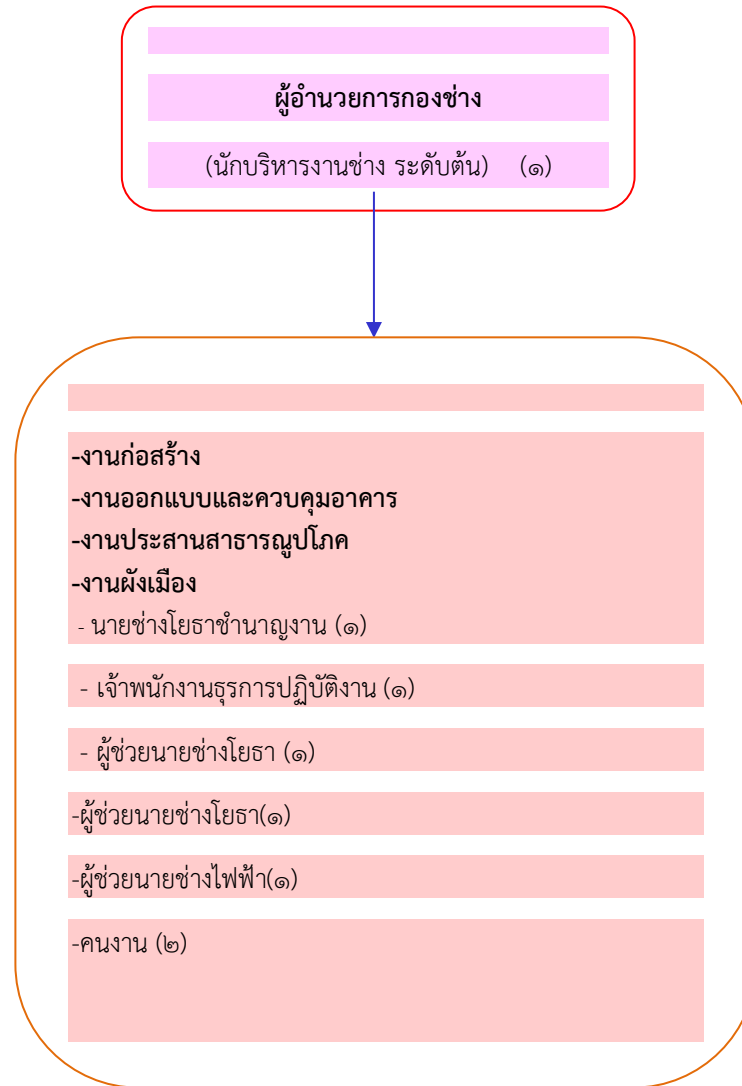 ผู้อำนวยการกองช่าง
(นักบริหารงานช่าง ระดับต้น) (๑)
-งานก่อสร้าง
-งานออกแบบและควบคุมอาคาร
-งานประสานสาธารณูปโภค
-งานผังเมือง
- นายช่างโยธาชำนาญงาน (๑)
- เจ้าพนักงานธุรการปฏิบัติงาน (๑)
- ผู้ช่วยนายช่างโยธา (๑)
-ผู้ช่วยนายช่างโยธา(๑)
-ผู้ช่วยนายช่างไฟฟ้า(๑)
-คนงาน (๒)